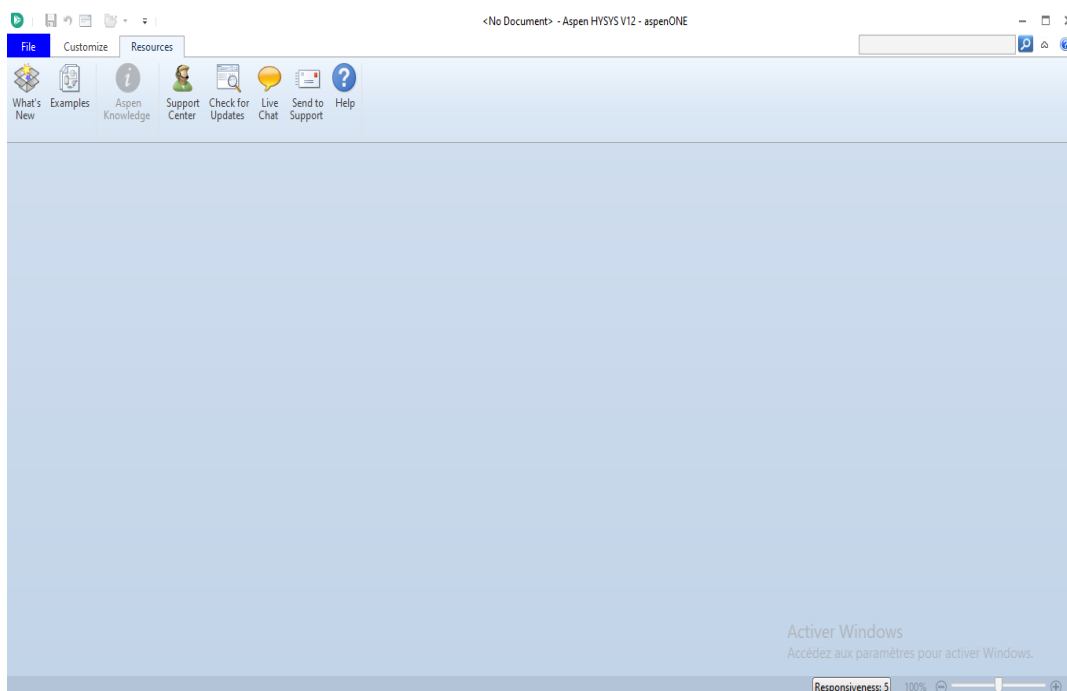 <No Document> - Aspen HYSYS V12 - aspenONE
File Customize Resources
What's New
Examples
Aspen Knowledge
Support Center
Check for Updates
Live Chat
Send to Support
Help
Activer Windows
Accédez aux paramètres pour activer Windows.
Responsiveness: 5 100%